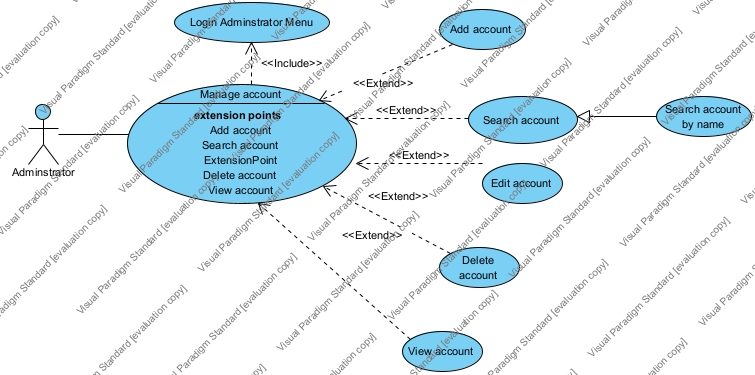 Login Adminstrator Menu
Add account
<<Include>>
<<Extend>>
Manage account
extension points
Add account
Search account
ExtensionPoint
Delete account
View account
<<Extend>>
Search account
Search account
by name
Adminstrator
<<Extend>>
Edit account
<<Extend>>
<<Extend>>
Delete
account
View account
Visual Paradigm Standard [evaluation copy]